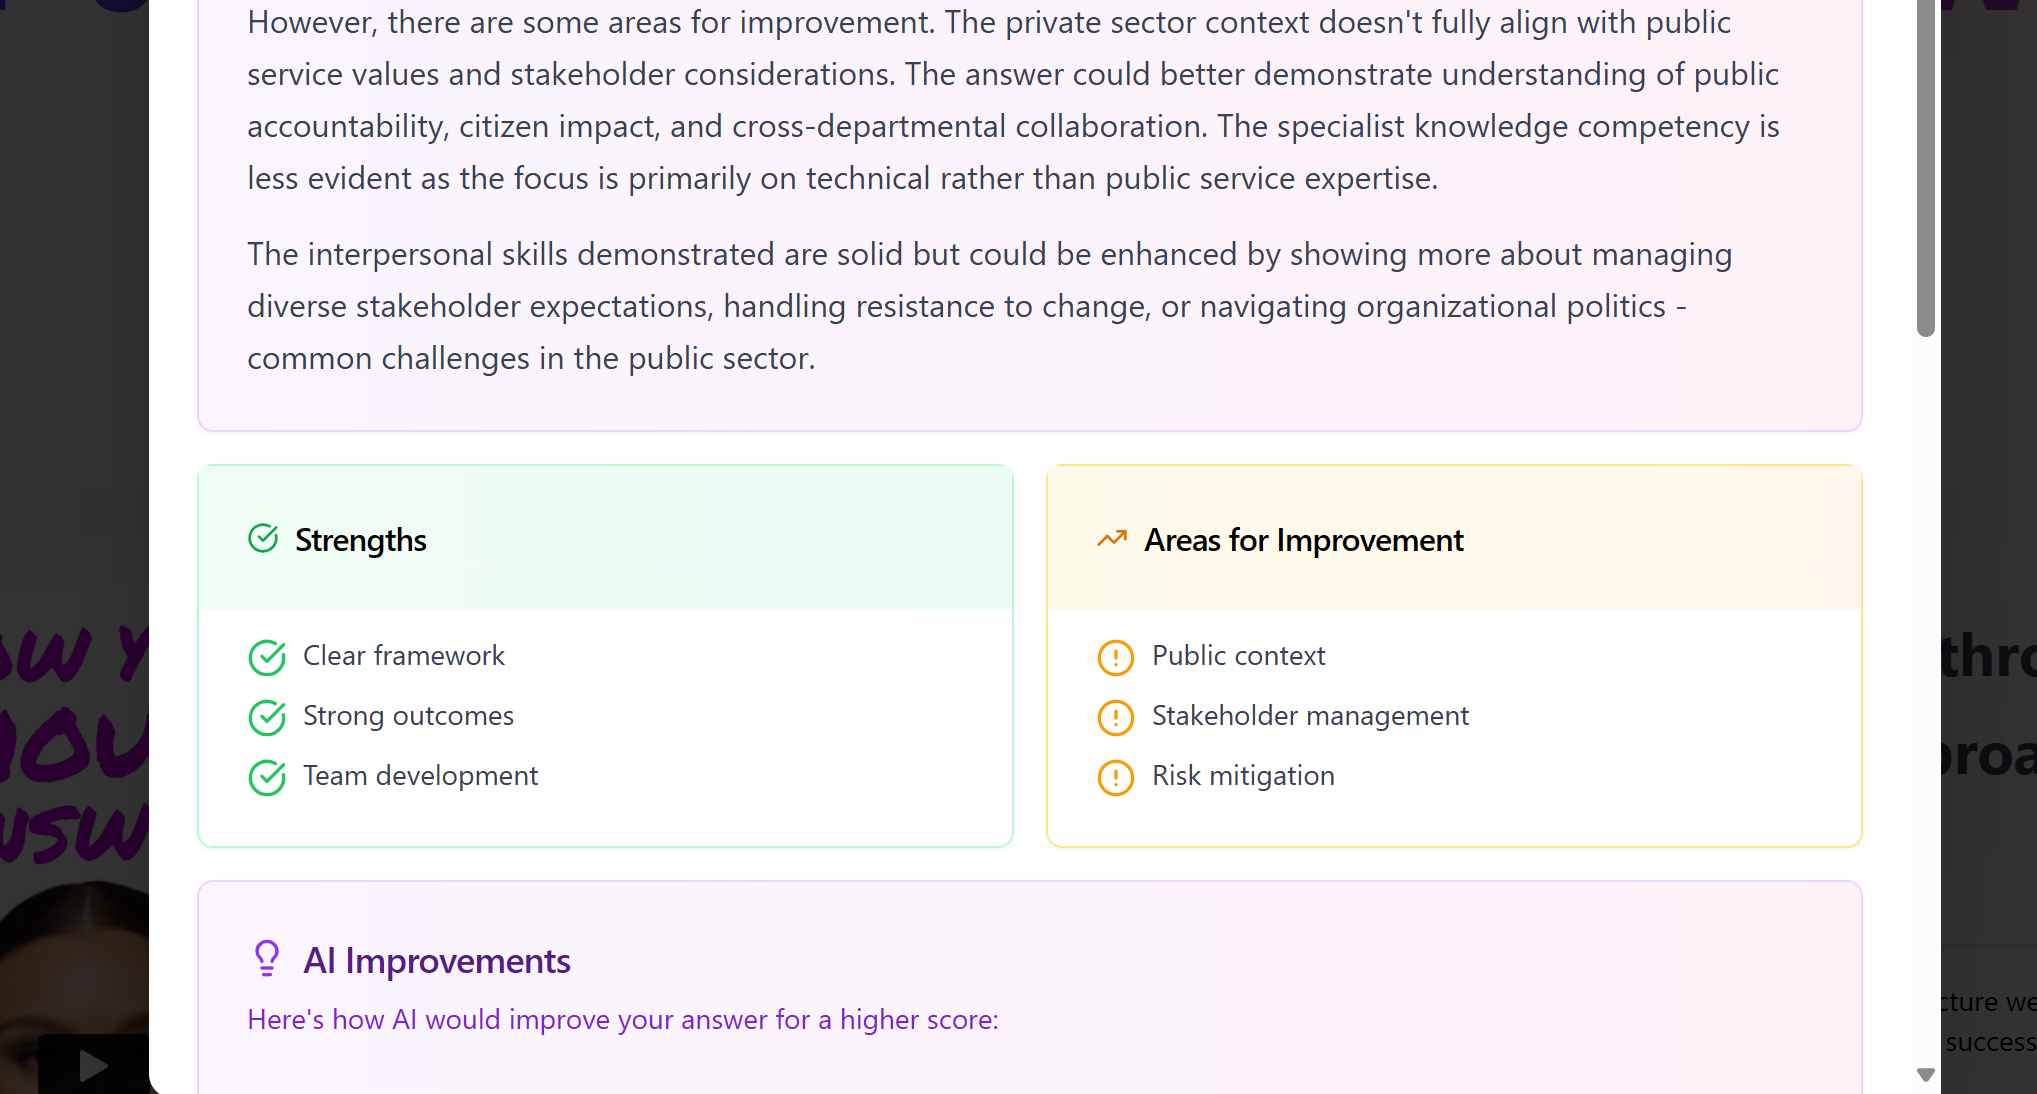 However, there are some areas for improvement. The private sector context doesn't fully align with public
service values and stakeholder considerations. The answer could better demonstrate understanding of public
accountability, citizen impact, and cross-departmental collaboration. The specialist knowledge competency is
less evident as the focus is primarily on technical rather than public service expertise.
The interpersonal skills demonstrated are solid but could be enhanced by showing more about managing
diverse stakeholder expectations, handling resistance to change, or navigating organizational politics -
common challenges in the public sector.
Strengths
Clear framework
Strong outcomes
Team development
Areas for Improvement
Public context
Stakeholder management
Risk mitigation
AI Improvements
Here's how AI would improve your answer for a higher score:
success